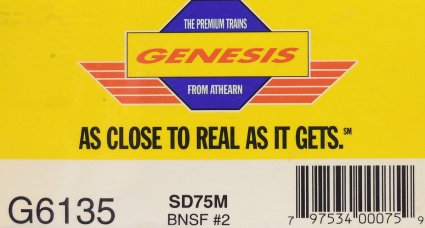 THE PREMIUM TRAINS
GENESIS
FROM ATHEARN
AS CLOSE TO REAL AS IT GETS.℠
G6135
SD75M
BNSF #2
7 97534 00075 9